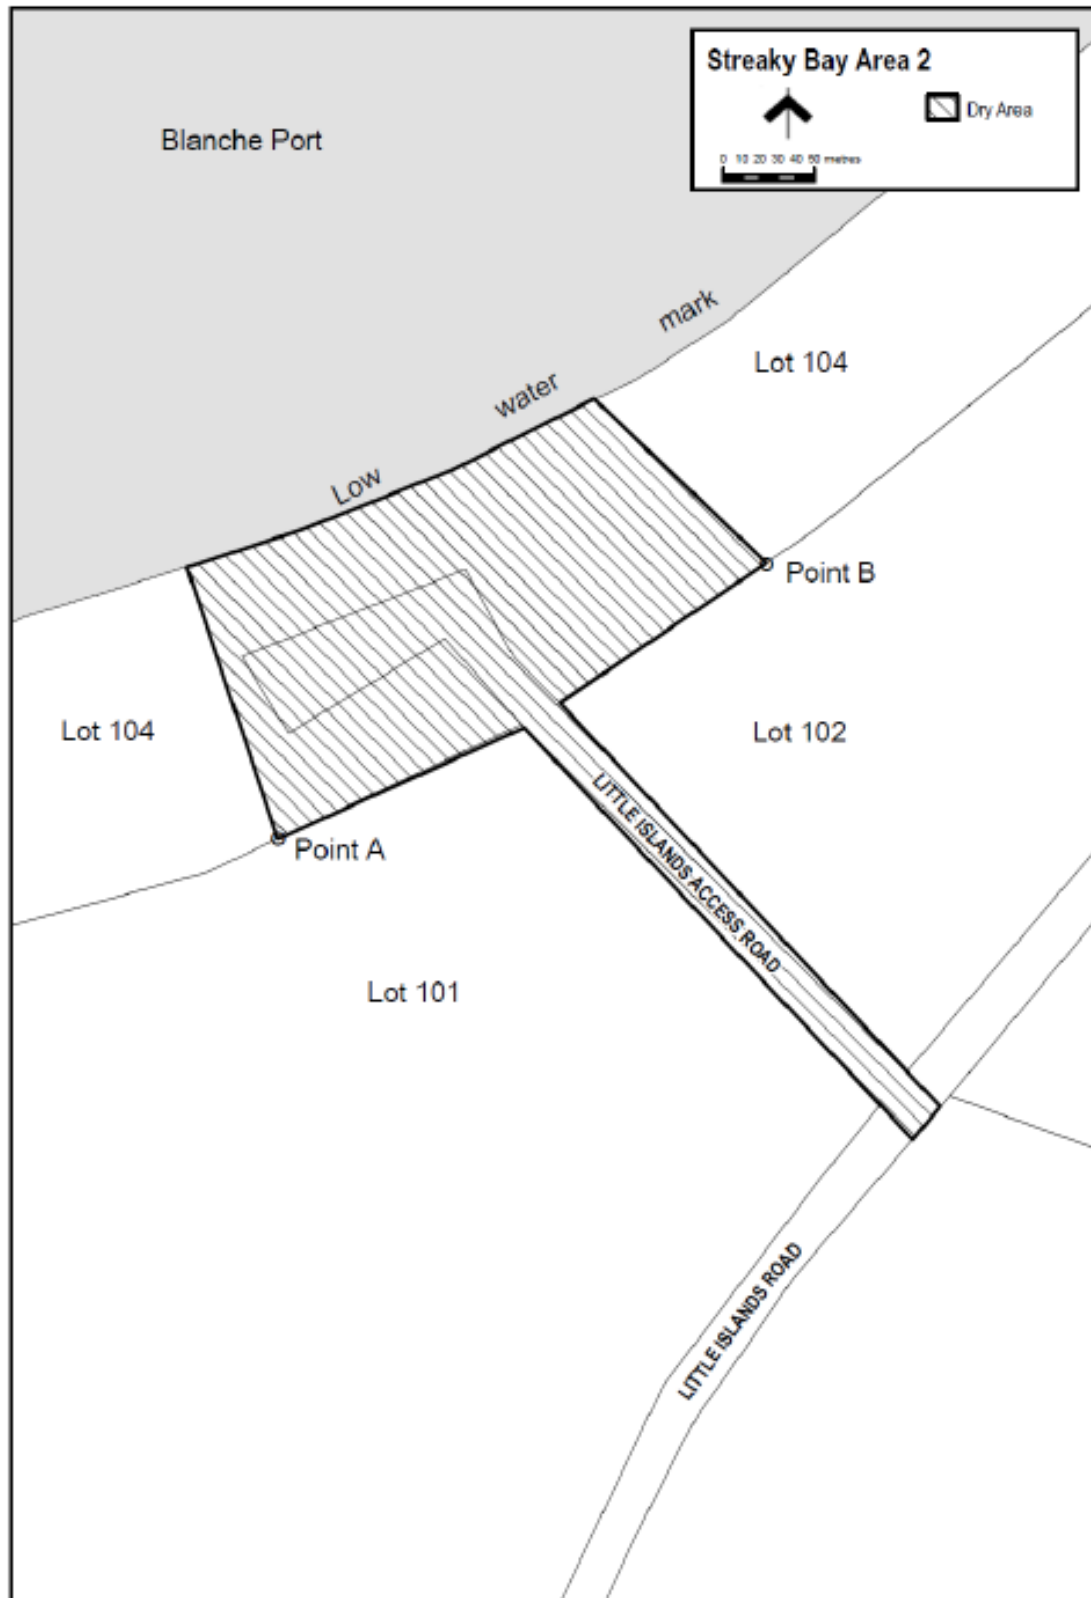 Streaky Bay Area 2
Dry Area
0 10 20 30 40 50 metres
Blanche Port
Low water mark
Lot 104
Point B
Lot 104
Lot 102
Point A
LITTLE ISLANDS ACCESS ROAD
Lot 101
LITTLE ISLANDS ROAD